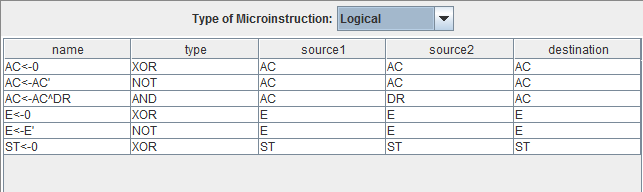 Type of Microinstruction: Logical
name type source1 source2 destination
AC<-0 XOR AC AC AC
AC<-AC' NOT AC AC AC
AC<-AC^DR AND AC DR AC
E<-0 XOR E E E
E<-E' NOT E E E
ST<-0 XOR ST ST ST